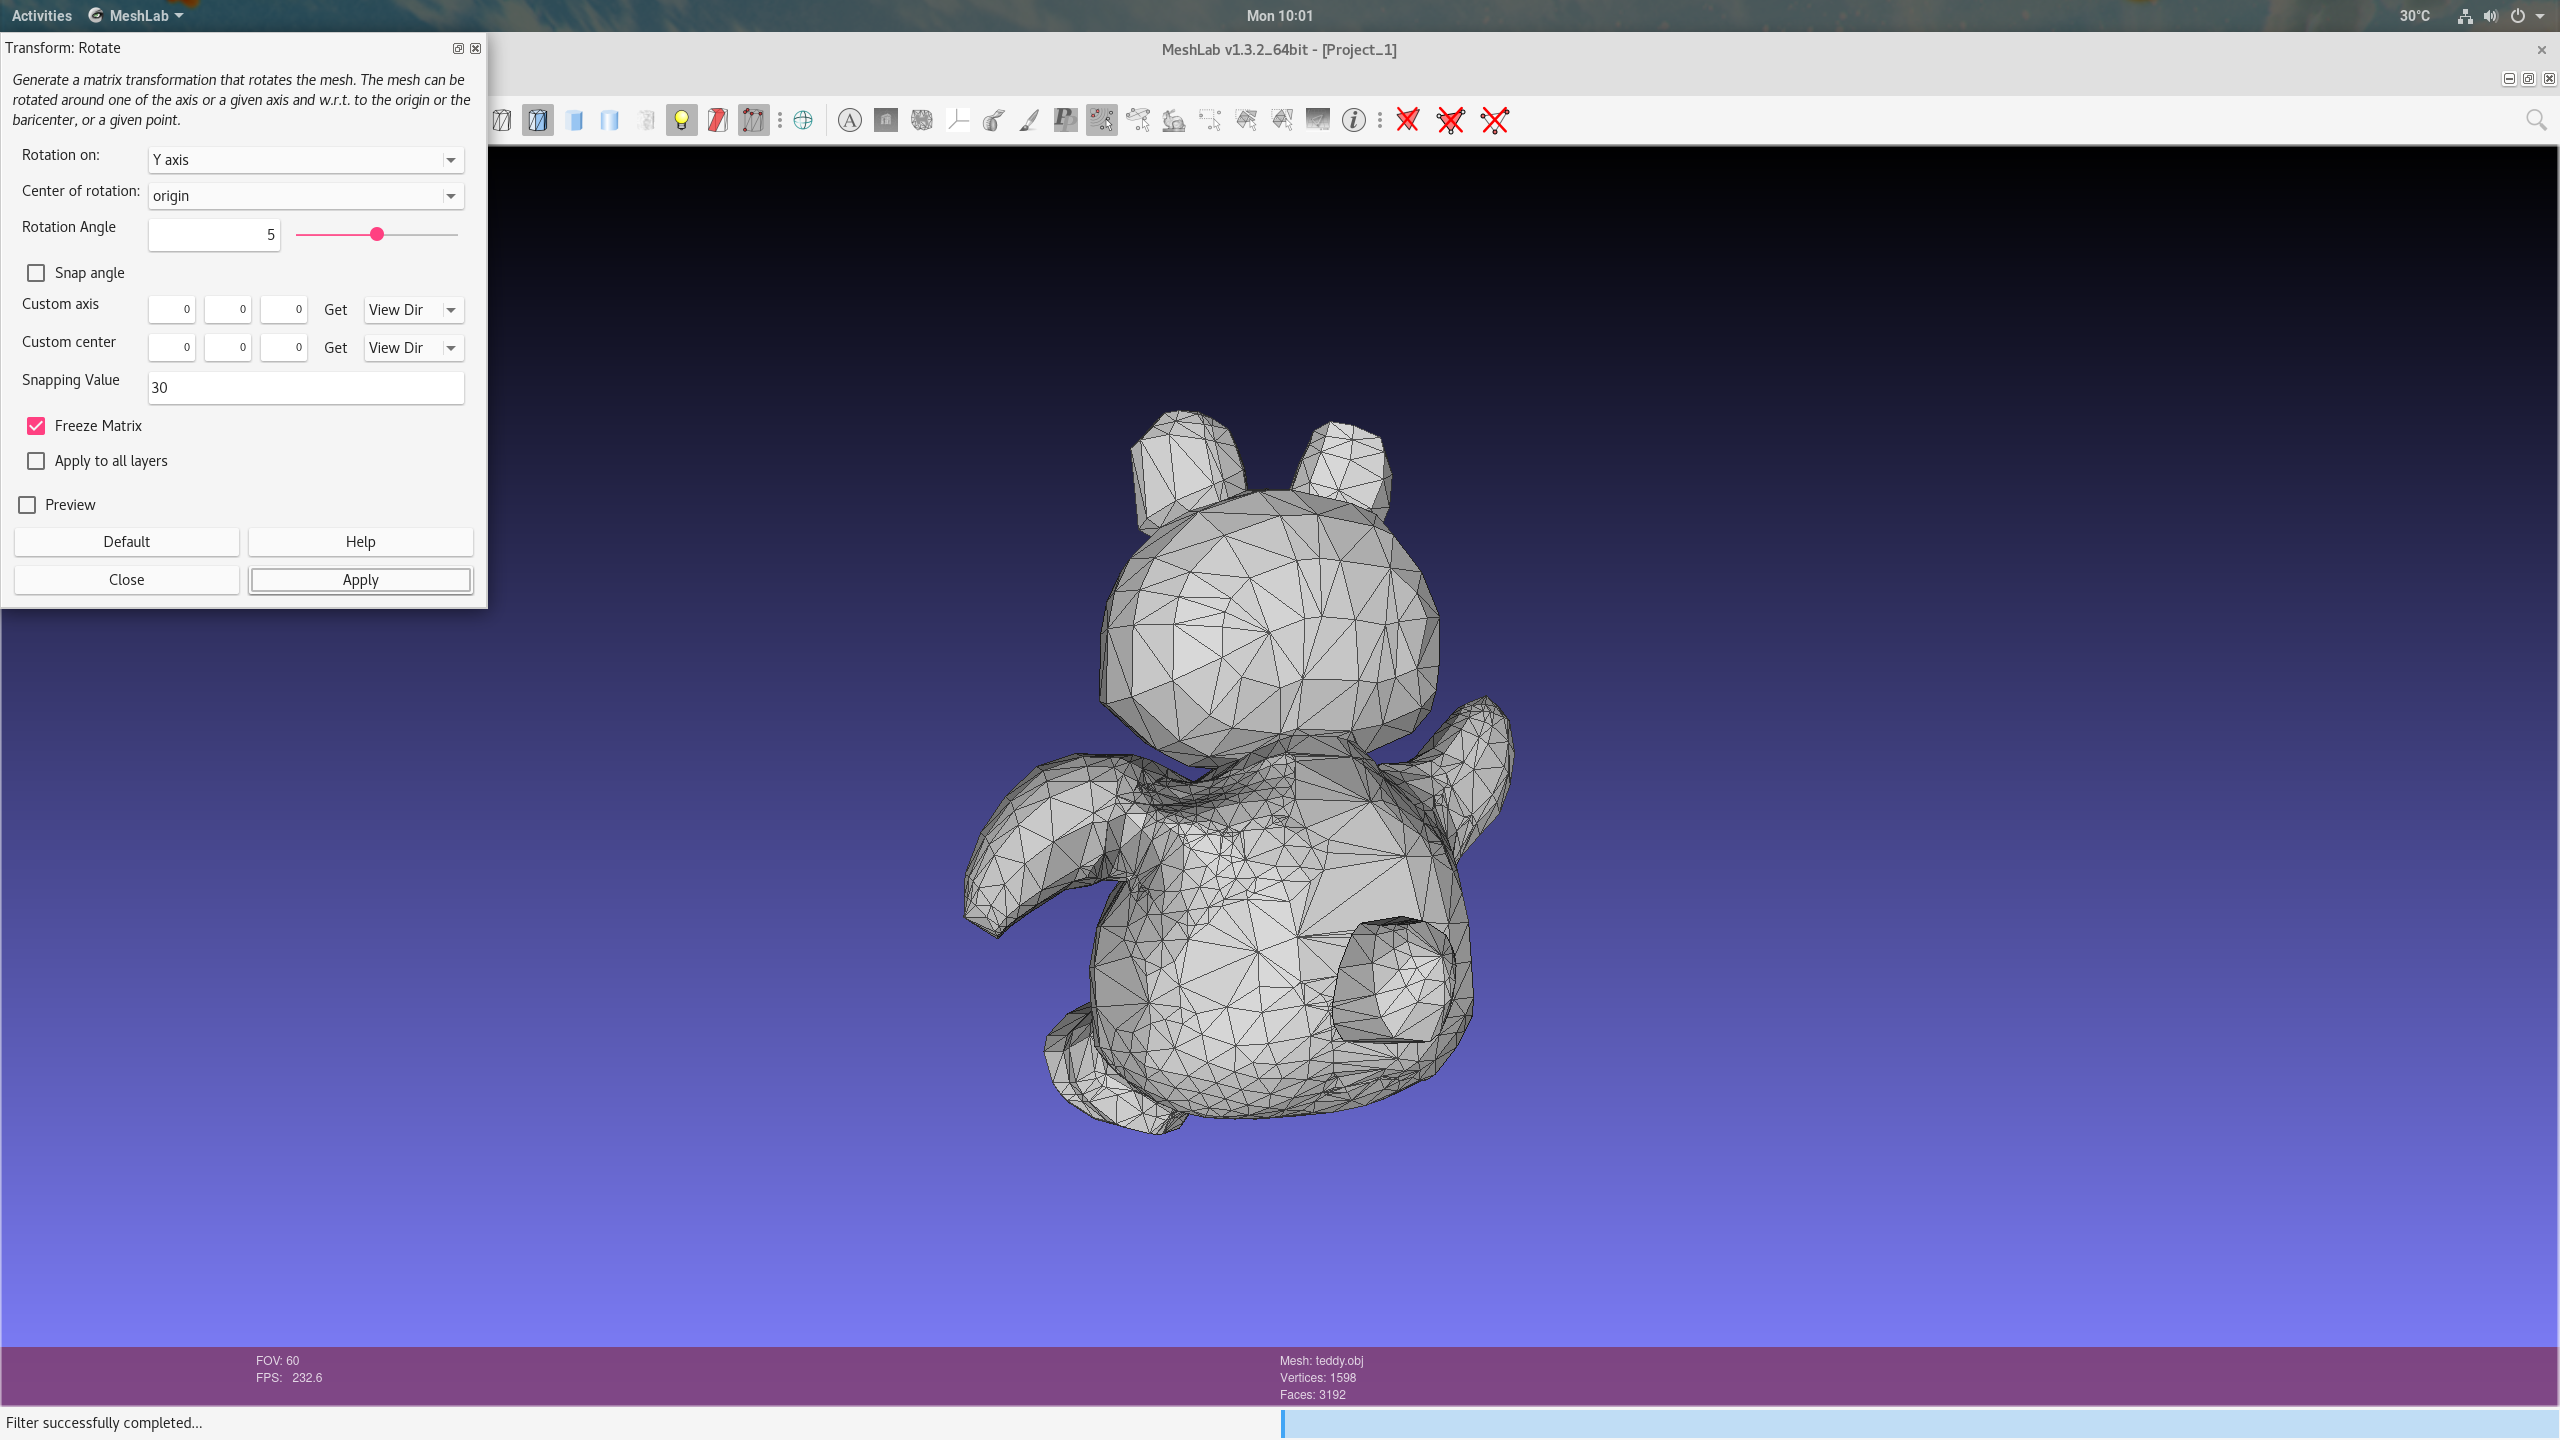 Activities MeshLab Mon 10:01 30°C
Transform: Rotate
MeshLab v1.3.2_64bit - [Project_1]
Generate a matrix transformation that rotates the mesh. The mesh can be
rotated around one of the axis or a given axis and w.r.t. to the origin or the
baricenter, or a given point.
Rotation on: Y axis
Center of rotation: origin
Rotation Angle 5
Snap angle
Custom axis 0 0 0 Get View Dir
Custom center 0 0 0 Get View Dir
Snapping Value 30
Freeze Matrix
Apply to all layers
Preview
Default Help
Close Apply
FOV: 60
FPS: 232.6
Mesh: teddy.obj
Vertices: 1598
Faces: 3192
Filter successfully completed...